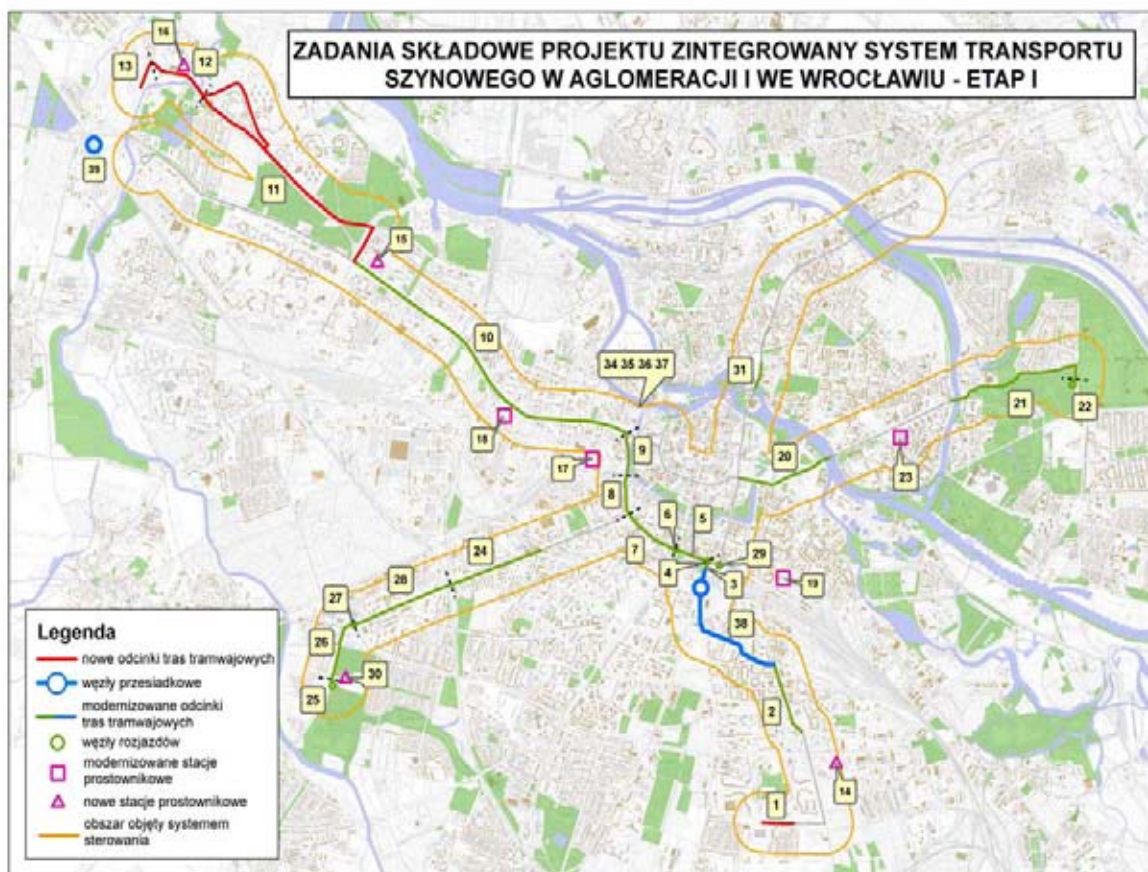 ZADANIA SKŁADOWE PROJEKTU ZINTEGROWANY SYSTEM TRANSPORTU
SZYNOWEGO W AGLOMERACJI I WE WROCŁAWIU - ETAP I
16
13
12
39
11
15
10
34 35 36 37
31
21
22
18
9
20
17
23
8
6
5
24
7
29
28
4
3
19
27
38
26
30
25
2
14
1
Legenda
nowe odcinki tras tramwajowych
węzły przesiadkowe
modernizowane odcinki
tras tramwajowych
węzły rozjazdów
modernizowane stacje
prostownikowe
nowe stacje prostownikowe
obszar objęty systemem
sterowania